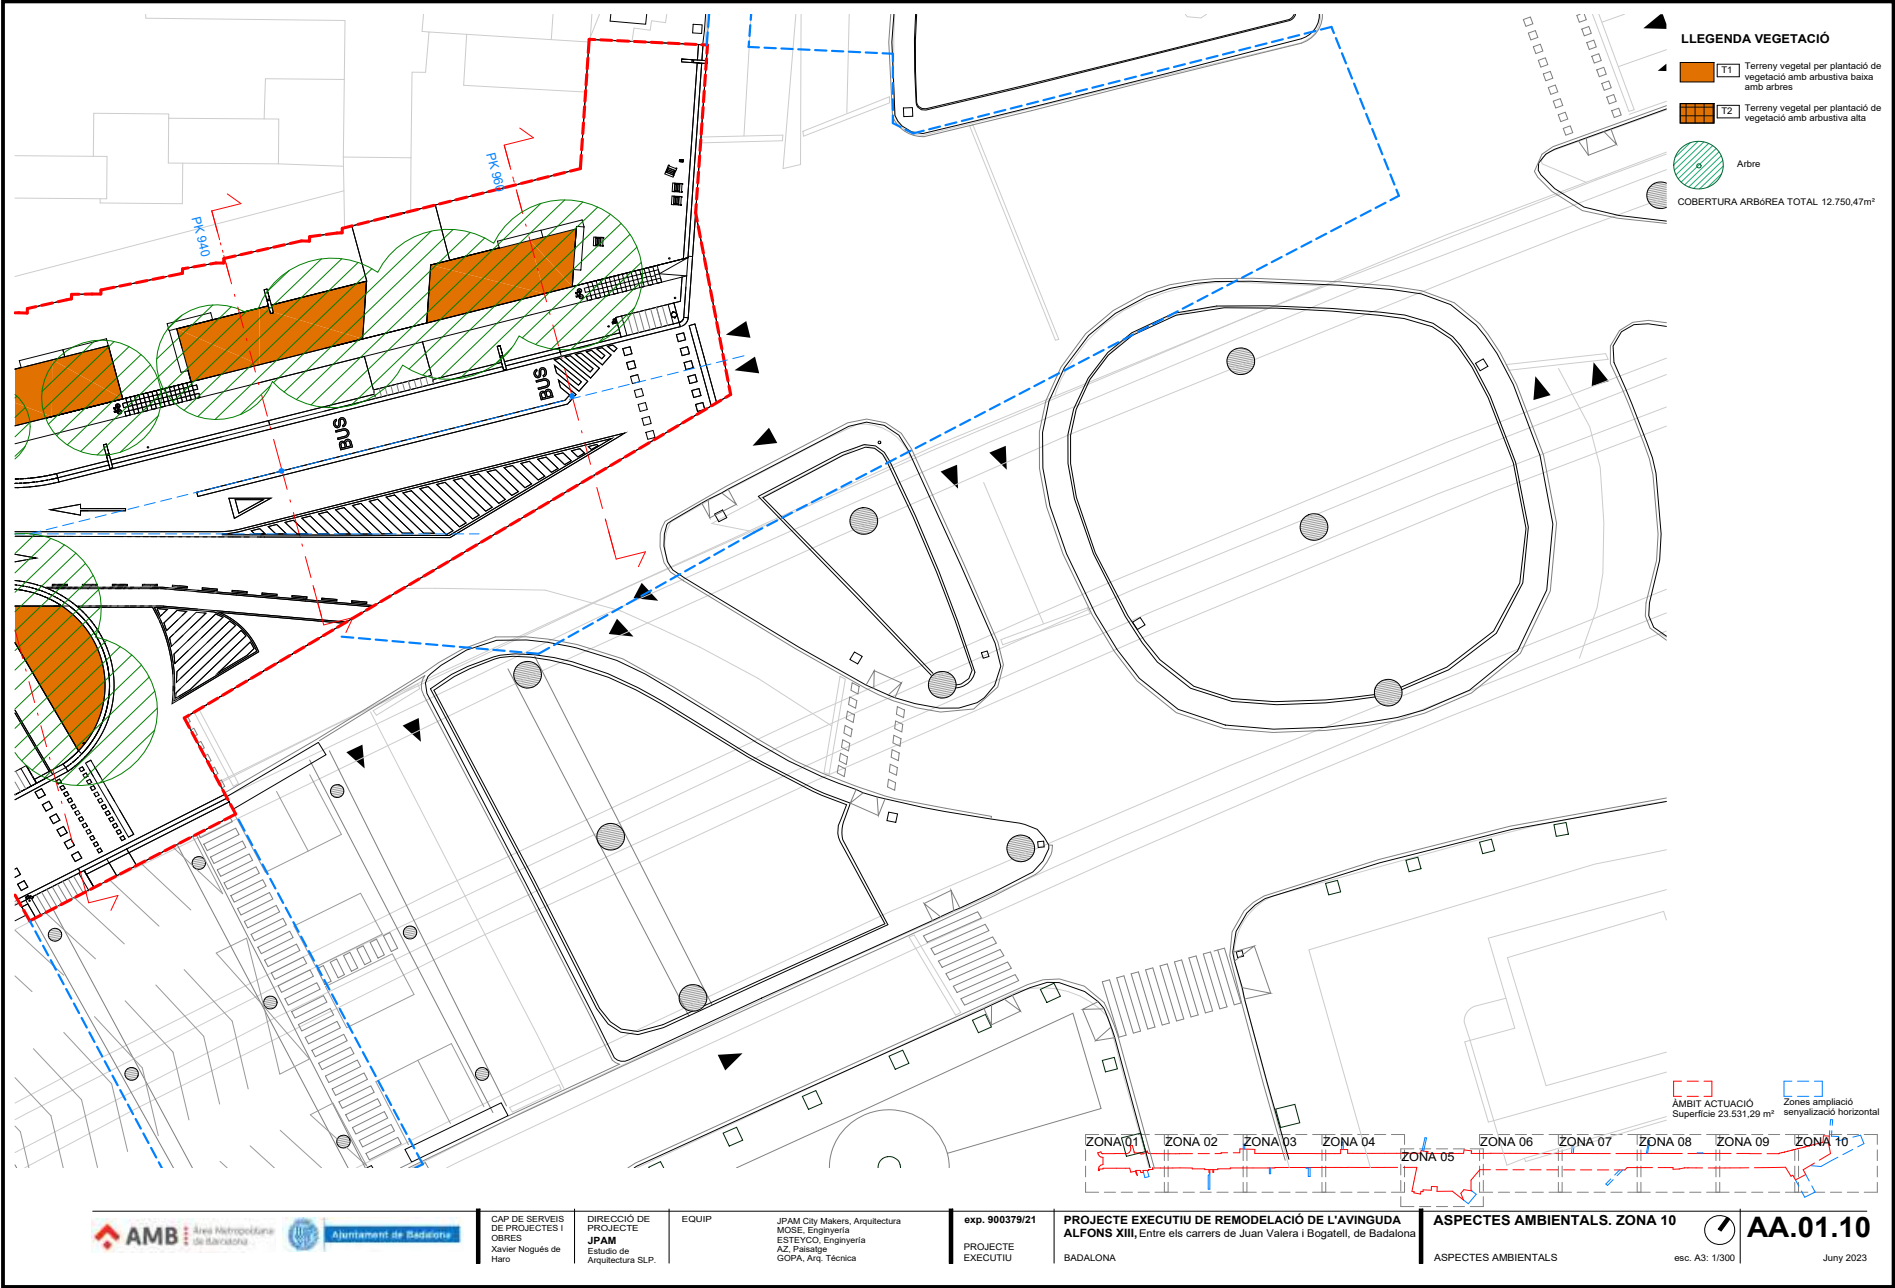 LLEGENDA VEGETACIÓ
T1
Terreny vegetal per plantació de
vegetació amb arbustiva baixa
amb arbres
T2
Terreny vegetal per plantació de
vegetació amb arbustiva alta
Arbre
COBERTURA ARBòREA TOTAL 12.750,47m²
PK 940
PK 960
BUS
BUS
ÀMBIT ACTUACIÓ
Superfície 23.531,29 m²
Zones ampliació
senyalizació horizontal
ZONA 01
ZONA 02
ZONA 03
ZONA 04
ZONA 05
ZONA 06
ZONA 07
ZONA 08
ZONA 09
ZONA 10
AMB
Àrea Metropolitana
de Barcelona
Ajuntament de Badalona
CAP DE SERVEIS
DE PROJECTES I
OBRES
Xavier Nogués de
Haro
DIRECCIÓ DE
PROJECTE
JPAM
Estudio de
Arquitectura SLP.
EQUIP
JPAM City Makers, Arquitectura
MOSE, Enginyería
ESTEYCO, Enginyería
AZ, Paisatge
GOPA, Arq. Técnica
exp. 900379/21
PROJECTE
EXECUTIU
PROJECTE EXECUTIU DE REMODELACIÓ DE L'AVINGUDA
ALFONS XIII, Entre els carrers de Juan Valera i Bogatell, de Badalona
BADALONA
ASPECTES AMBIENTALS. ZONA 10
ASPECTES AMBIENTALS
esc. A3: 1/300
AA.01.10
Juny 2023